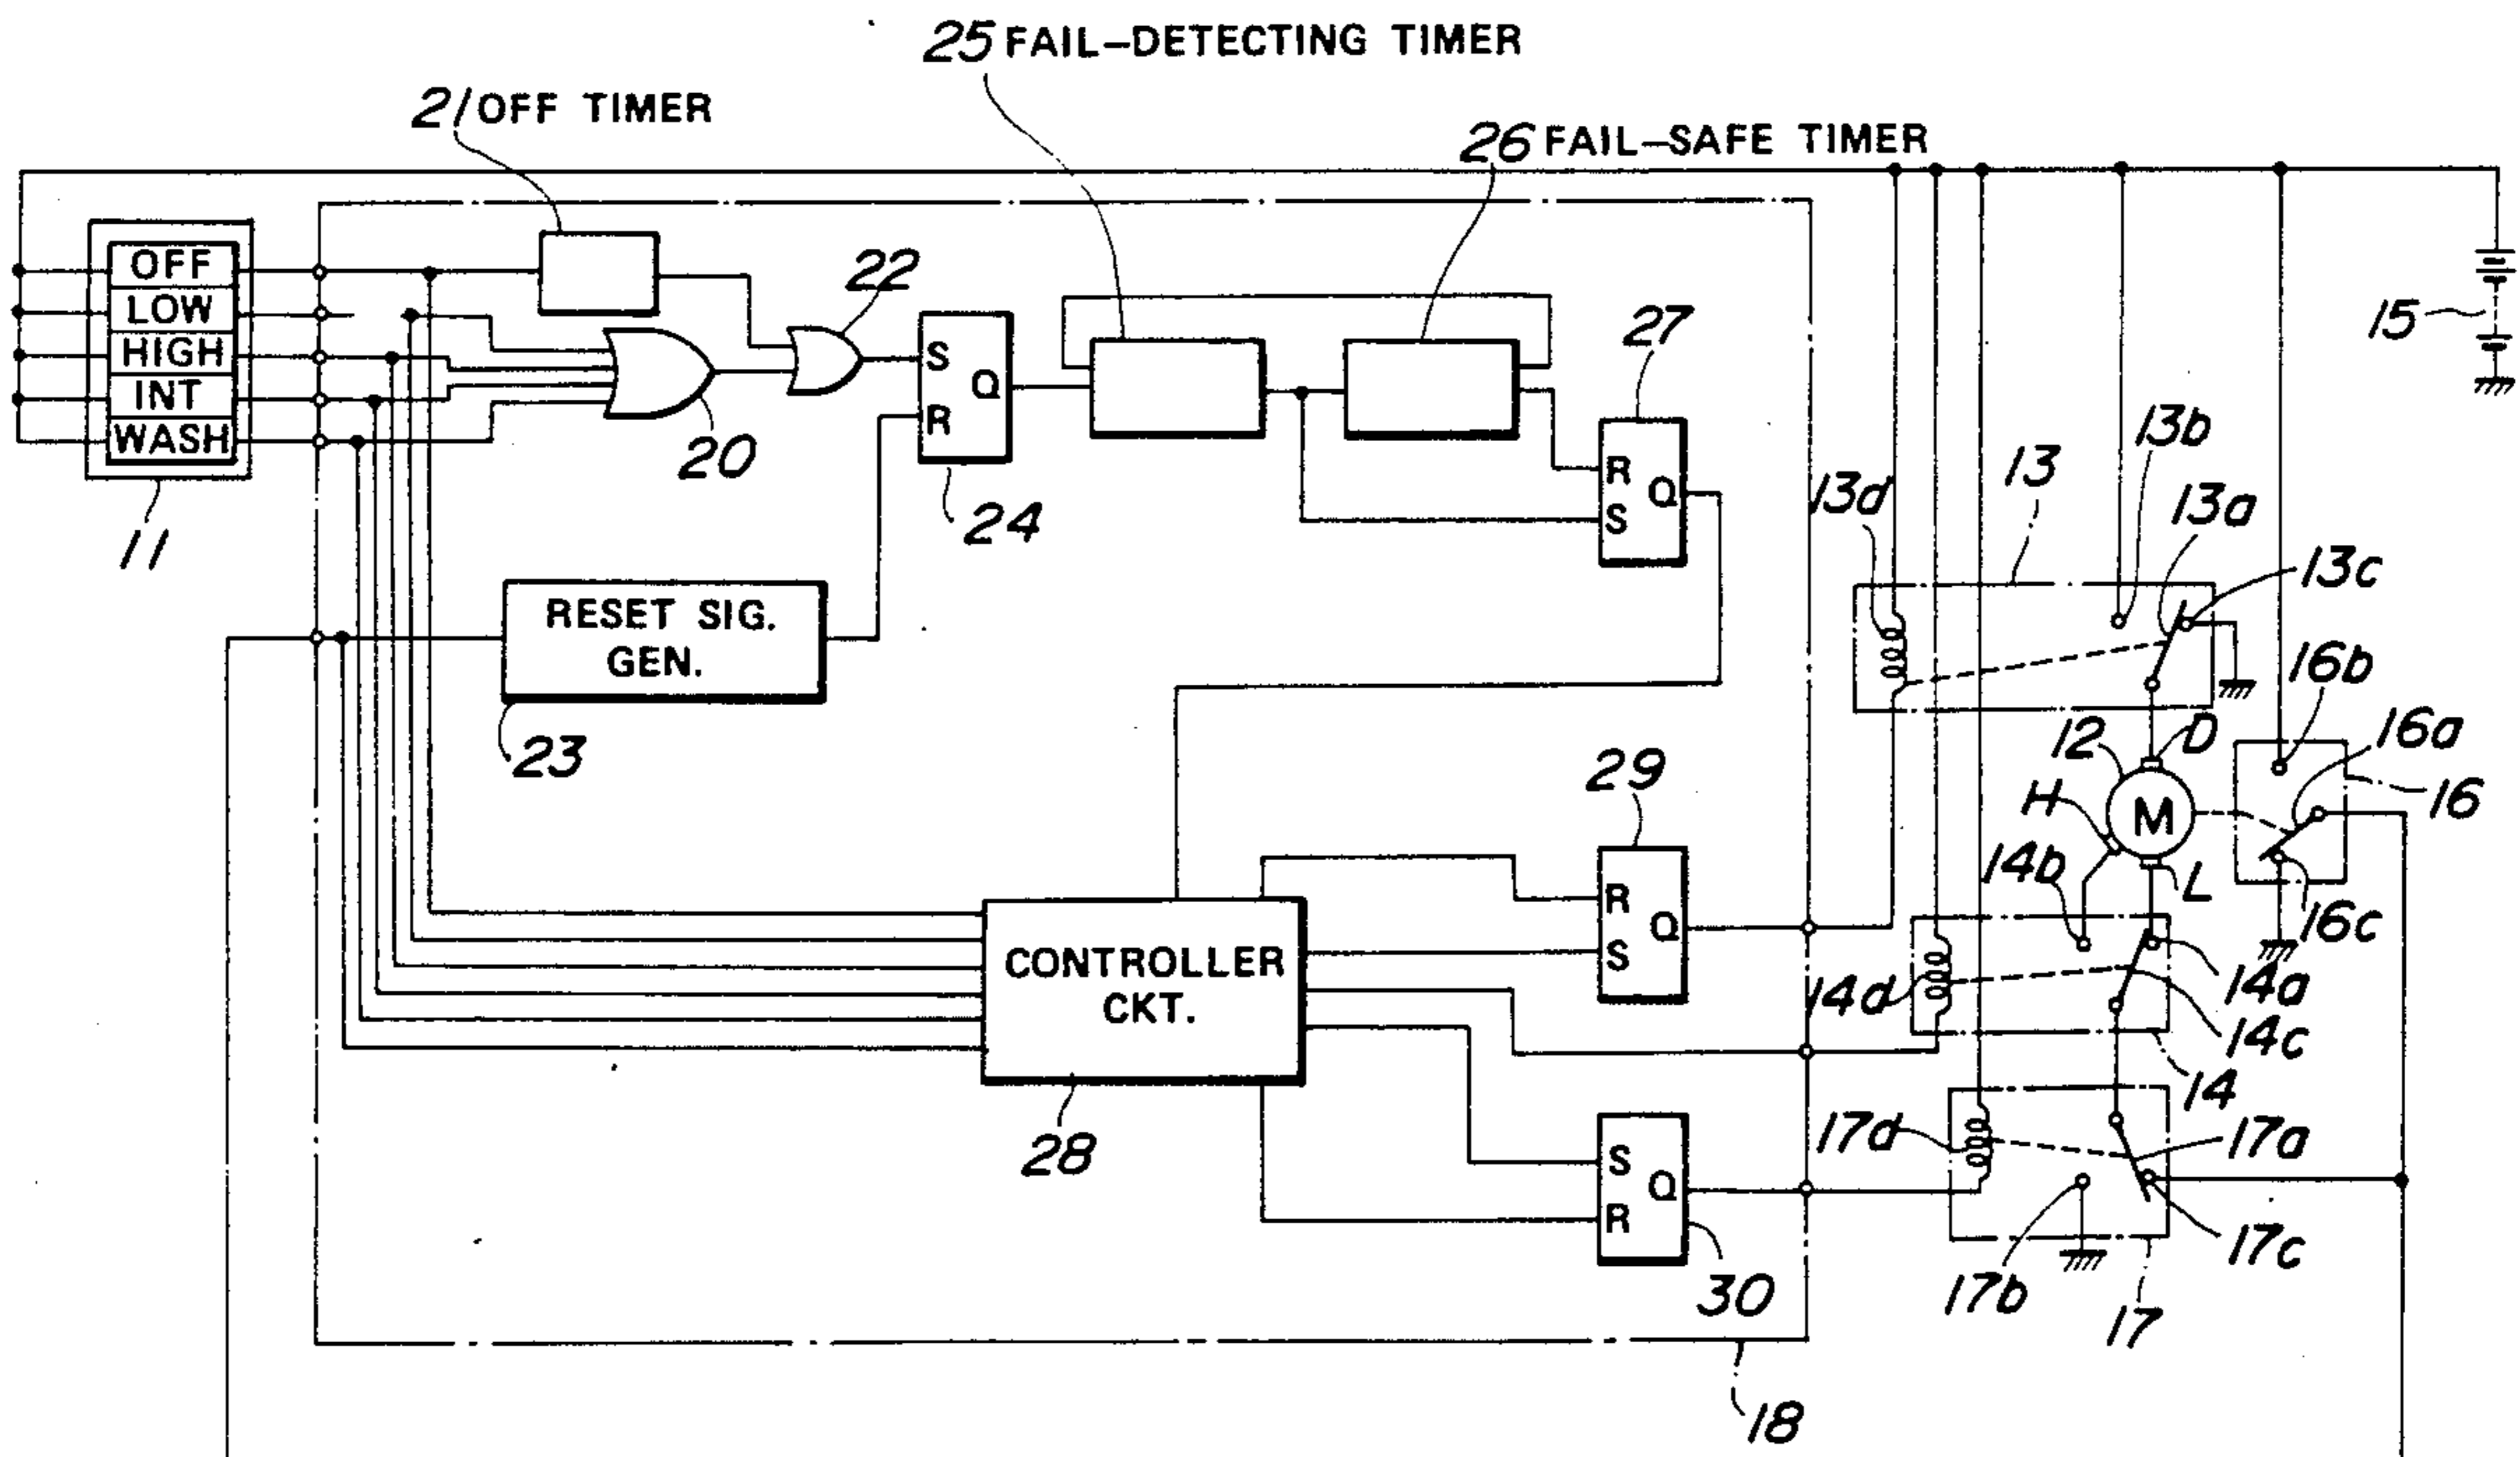 25 FAIL-DETECTING TIMER
21 OFF TIMER
26 FAIL-SAFE TIMER
OFF
LOW
HIGH
INT
WASH
11
20
22
S
R
Q
24
27
R
S
Q
15
13b
13
13a
13d
13c
RESET SIG.
GEN.
23
16b
16a
16
16c
12
D
H
M
L
14b
14a
14d
14c
14
29
R
S
Q
CONTROLLER
CKT.
28
S
R
Q
30
17d
17a
17b
17c
17
18